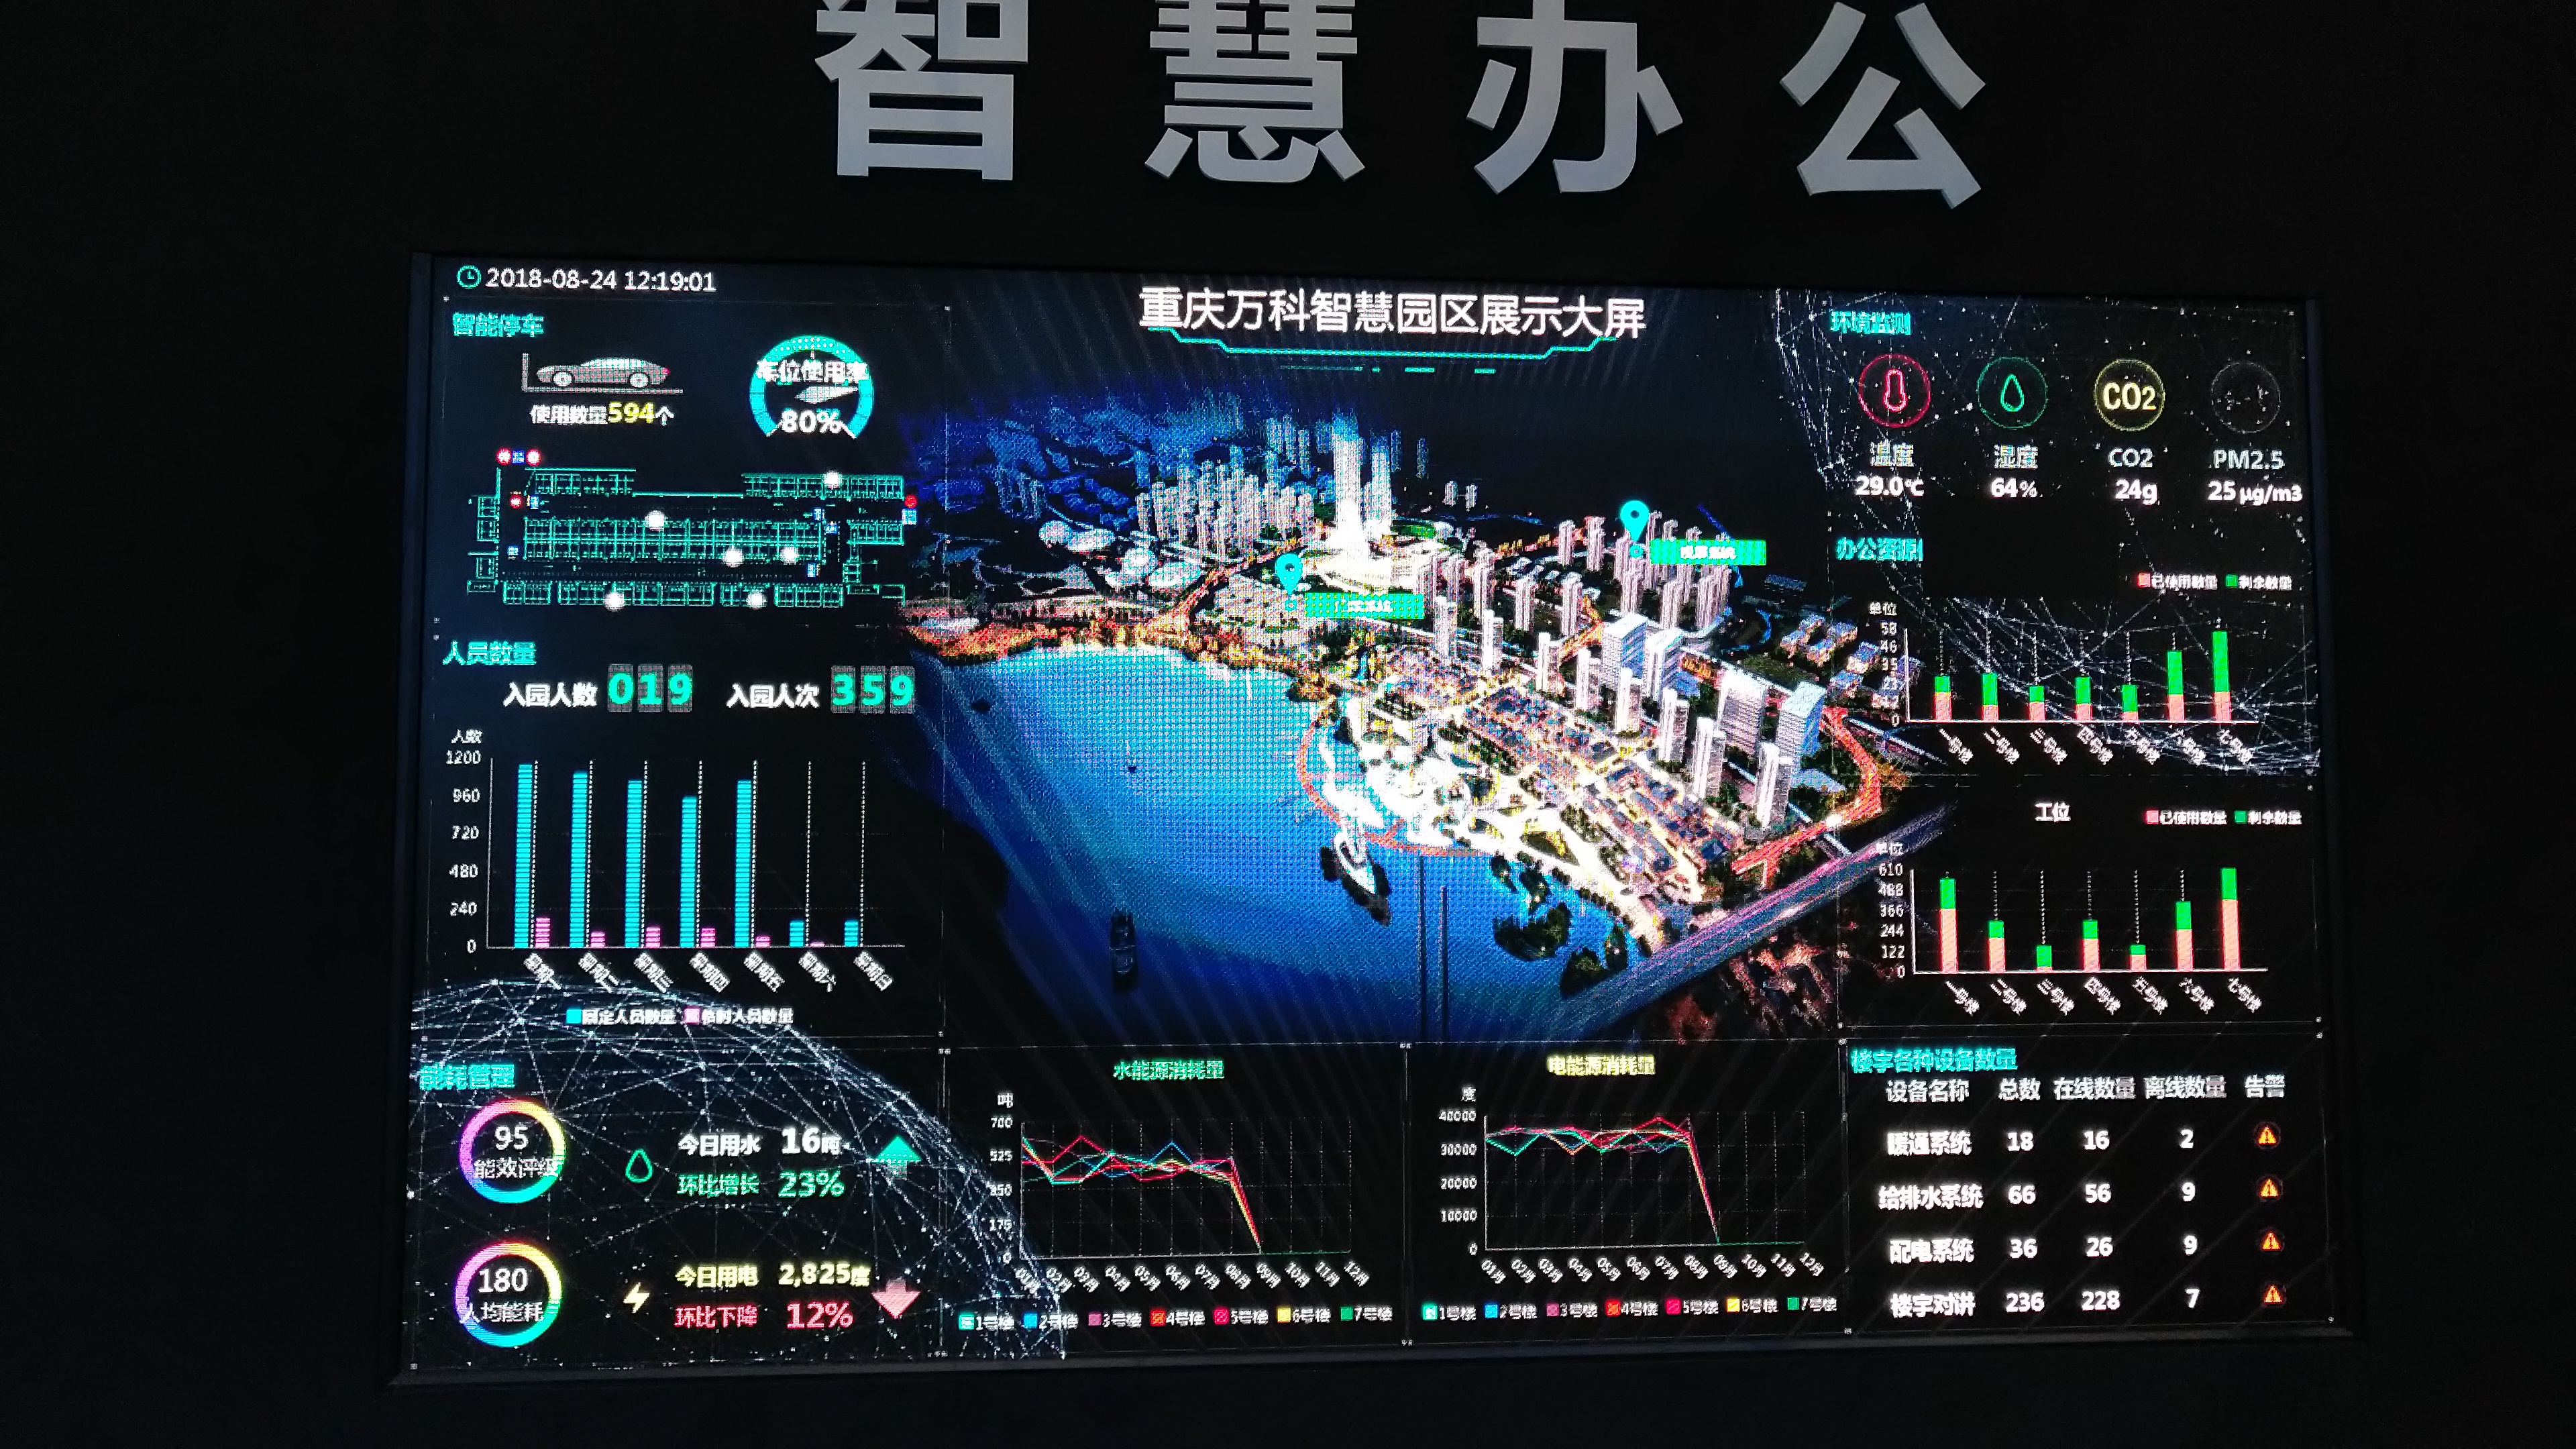 智慧办公
2018-08-24 12:19:01
重庆万科智慧园区展示大屏
智能停车
使用数量594个
车位使用率
80%
人员数量
入园人数 019 入园人次 359
人数
1200
960
720
480
240
0
星期一 星期二 星期三 星期四 星期五 星期六 星期日
固定人员数量 临时人员数量
能耗管理
95
能效评级
今日用水 16吨
环比增长 23%
180
人均能耗
今日用电 2,825度
环比下降 12%
水能源消耗量
吨
700
525
350
175
0
01月 02月 03月 04月 05月 06月 07月 08月 09月 10月 11月 12月
1号楼 2号楼 3号楼 4号楼 5号楼 6号楼 7号楼
电能源消耗量
度
40000
30000
20000
10000
0
01月 02月 03月 04月 05月 06月 07月 08月 09月 10月 11月 12月
1号楼 2号楼 3号楼 4号楼 5号楼 6号楼 7号楼
环境监测
CO2
温度 湿度 CO2 PM2.5
29.0℃ 64% 24g 25 μg/m3
办公资源
已使用数量 剩余数量
单位
58
46
35
23
12
0
一号楼 二号楼 三号楼 四号楼 五号楼 六号楼 七号楼
工位
已使用数量 剩余数量
单位
610
488
366
244
122
0
一号楼 二号楼 三号楼 四号楼 五号楼 六号楼 七号楼
楼宇各种设备数量
设备名称 总数 在线数量 离线数量 告警
暖通系统 18 16 2
给排水系统 66 56 9
配电系统 36 26 9
楼宇对讲 236 228 7